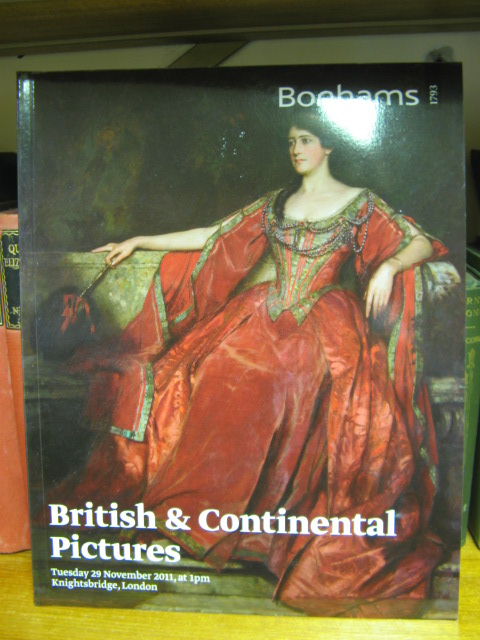 Bonhams
1793
British & Continental
Pictures
Tuesday 29 November 2011, at 1pm
Knightsbridge, London